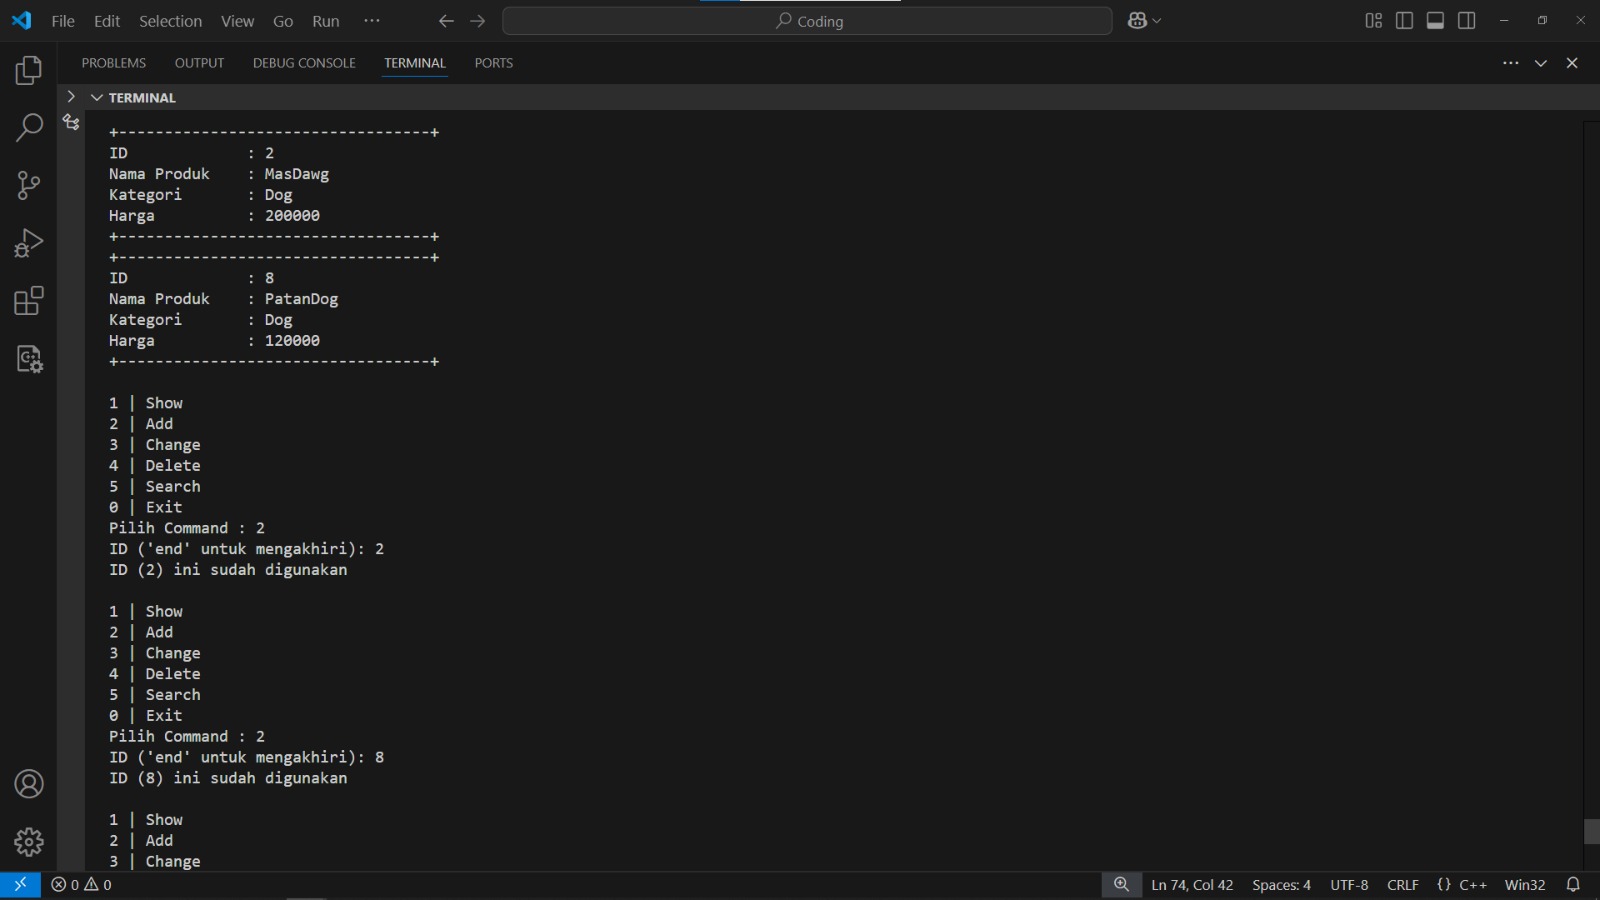 File Edit Selection View Go Run ··· Coding
PROBLEMS OUTPUT DEBUG CONSOLE TERMINAL PORTS
TERMINAL
+----------------------------------+
ID : 2
Nama Produk : MasDawg
Kategori : Dog
Harga : 200000
+----------------------------------+
+----------------------------------+
ID : 8
Nama Produk : PatanDog
Kategori : Dog
Harga : 120000
+----------------------------------+
1 | Show
2 | Add
3 | Change
4 | Delete
5 | Search
0 | Exit
Pilih Command : 2
ID ('end' untuk mengakhiri): 2
ID (2) ini sudah digunakan
1 | Show
2 | Add
3 | Change
4 | Delete
5 | Search
0 | Exit
Pilih Command : 2
ID ('end' untuk mengakhiri): 8
ID (8) ini sudah digunakan
1 | Show
2 | Add
3 | Change
0 0 Ln 74, Col 42 Spaces: 4 UTF-8 CRLF {} C++ Win32